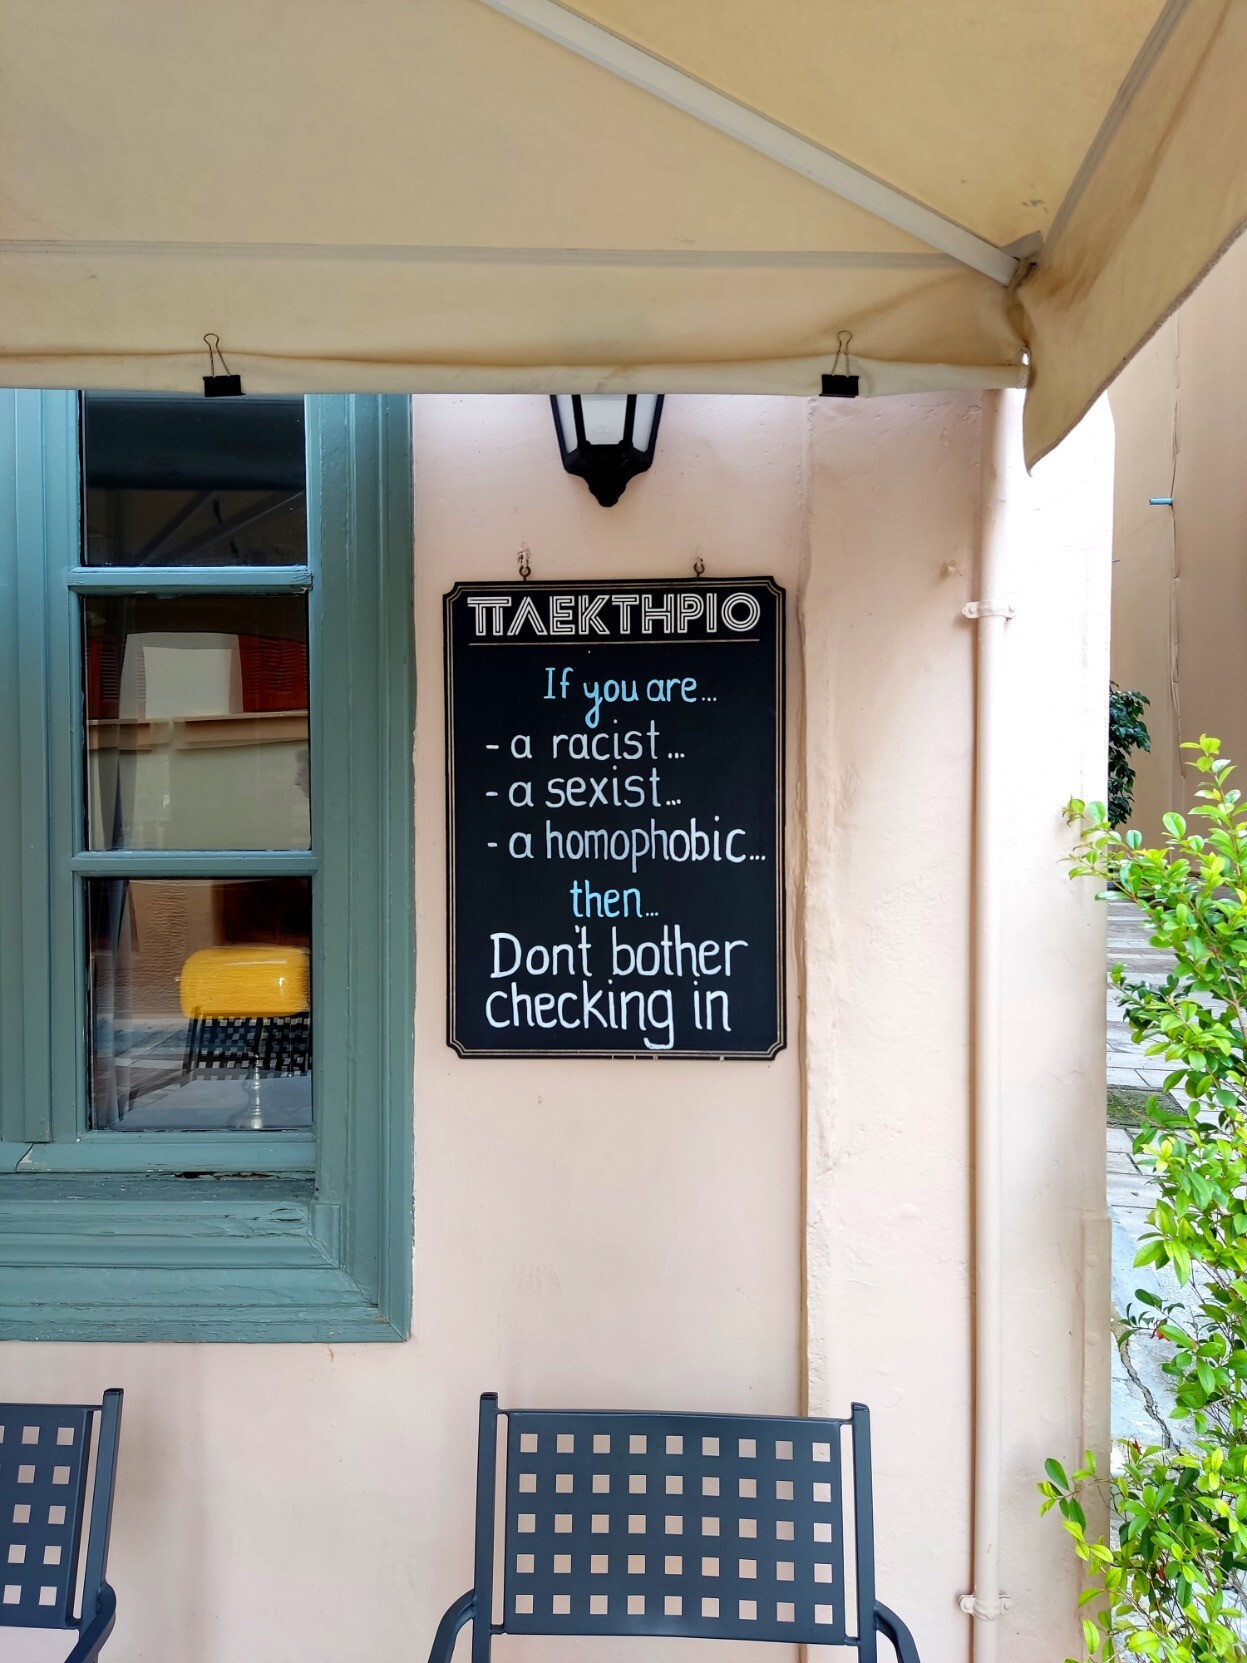 ΠΛΕΚΤΗΡΙΟ
If you are...
- a racist...
- a sexist...
- a homophobic...
then...
Don't bother
checking in